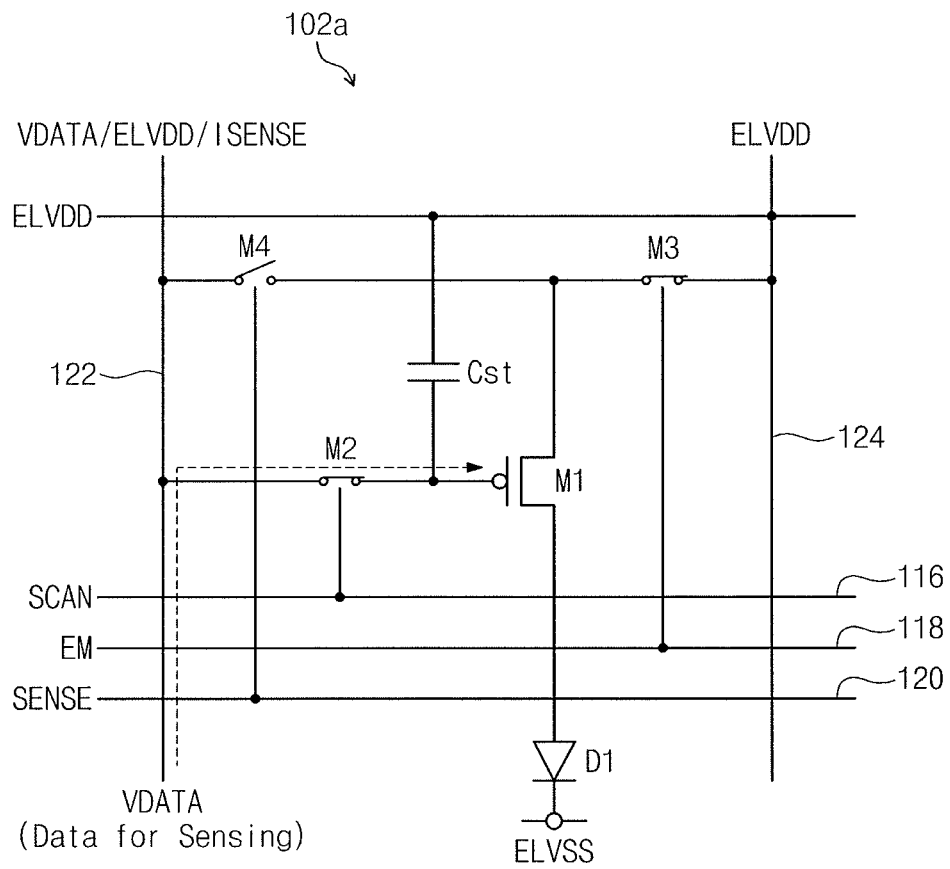 102a
VDATA/ELVDD/ISENSE
ELVDD
ELVDD
M4
M3
122
Cst
124
M2
M1
116
SCAN
118
EM
120
SENSE
D1
VDATA
(Data for Sensing)
ELVSS